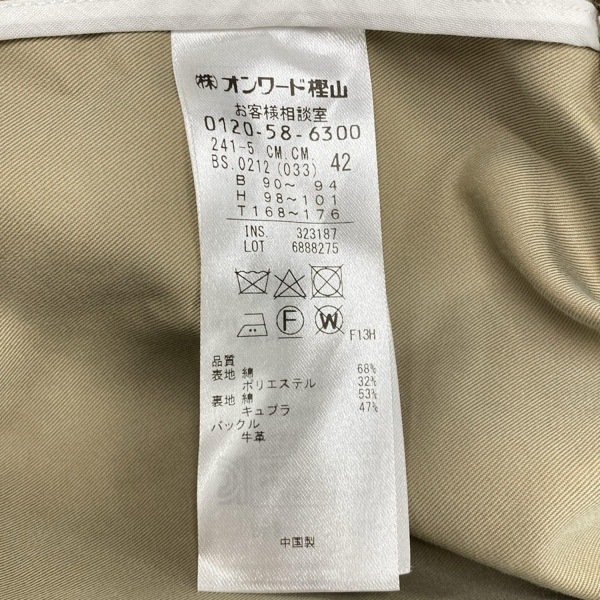 ㈱オンワード樫山
お客様相談室
0120-58-6300
241-5 CM.CM.
BS.0212(033) 42
B 90~ 94
H 98~101
T168~176
INS. 323187
LOT 6888275
F W F13H
品質
表地 綿 68%
ポリエステル 32%
裏地 綿 53%
キュプラ 47%
バックル
牛革
中国製